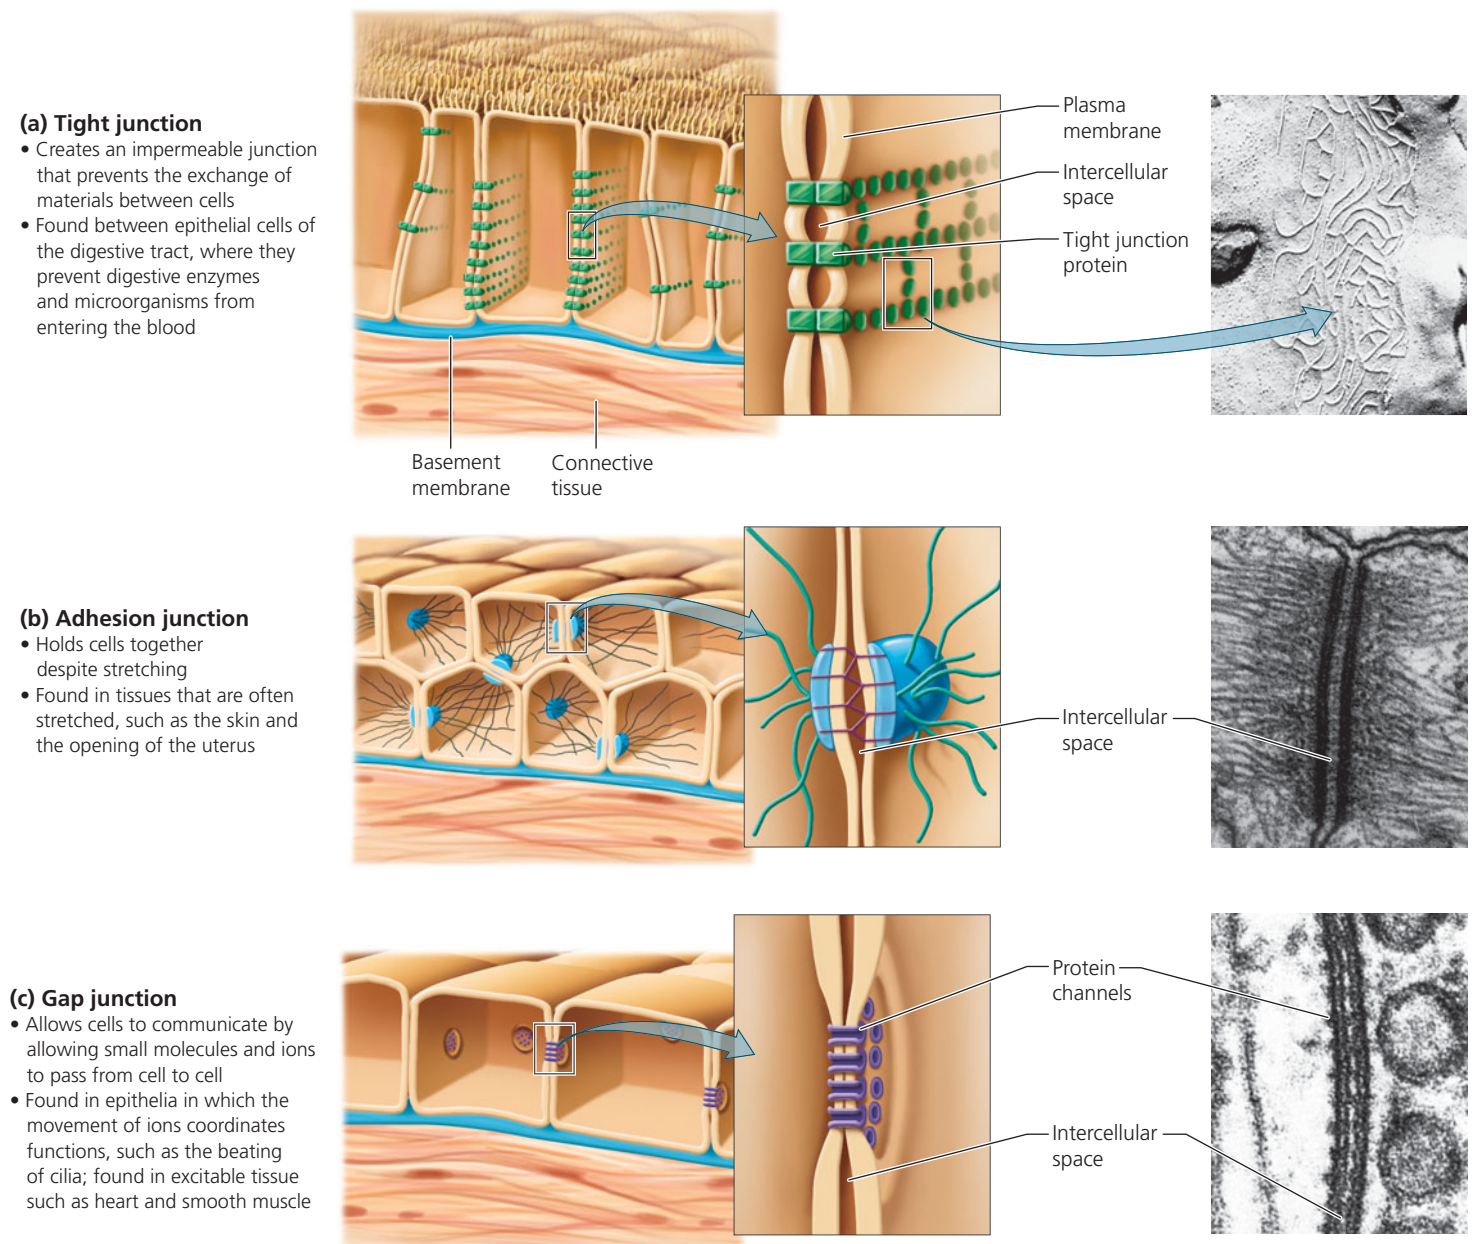 (a) Tight junction
• Creates an impermeable junction
that prevents the exchange of
materials between cells
• Found between epithelial cells of
the digestive tract, where they
prevent digestive enzymes
and microorganisms from
entering the blood
Plasma
membrane
Intercellular
space
Tight junction
protein
Basement
membrane
Connective
tissue
(b) Adhesion junction
• Holds cells together
despite stretching
• Found in tissues that are often
stretched, such as the skin and
the opening of the uterus
Intercellular
space
(c) Gap junction
• Allows cells to communicate by
allowing small molecules and ions
to pass from cell to cell
• Found in epithelia in which the
movement of ions coordinates
functions, such as the beating
of cilia; found in excitable tissue
such as heart and smooth muscle
Protein
channels
Intercellular
space